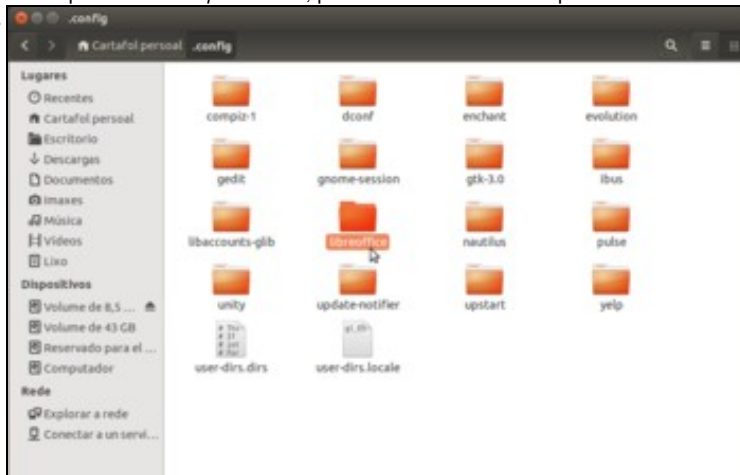 .config
Cartafol persoal .config
Lugares
Recentes
Cartafol persoal
Escritorio
Descargas
Documentos
Imaxes
Música
Vídeos
Lixo
Dispositivos
Volume de 8,5 ...
Volume de 43 GB
Reservado para el ...
Computador
Rede
Explorar a rede
Conectar a un servi...
compiz-1 dconf enchant evolution
gedit gnome-session gtk-3.0 ibus
libaccounts-glib libreoffice nautilus pulse
unity update-notifier upstart yelp
user-dirs.dirs user-dirs.locale